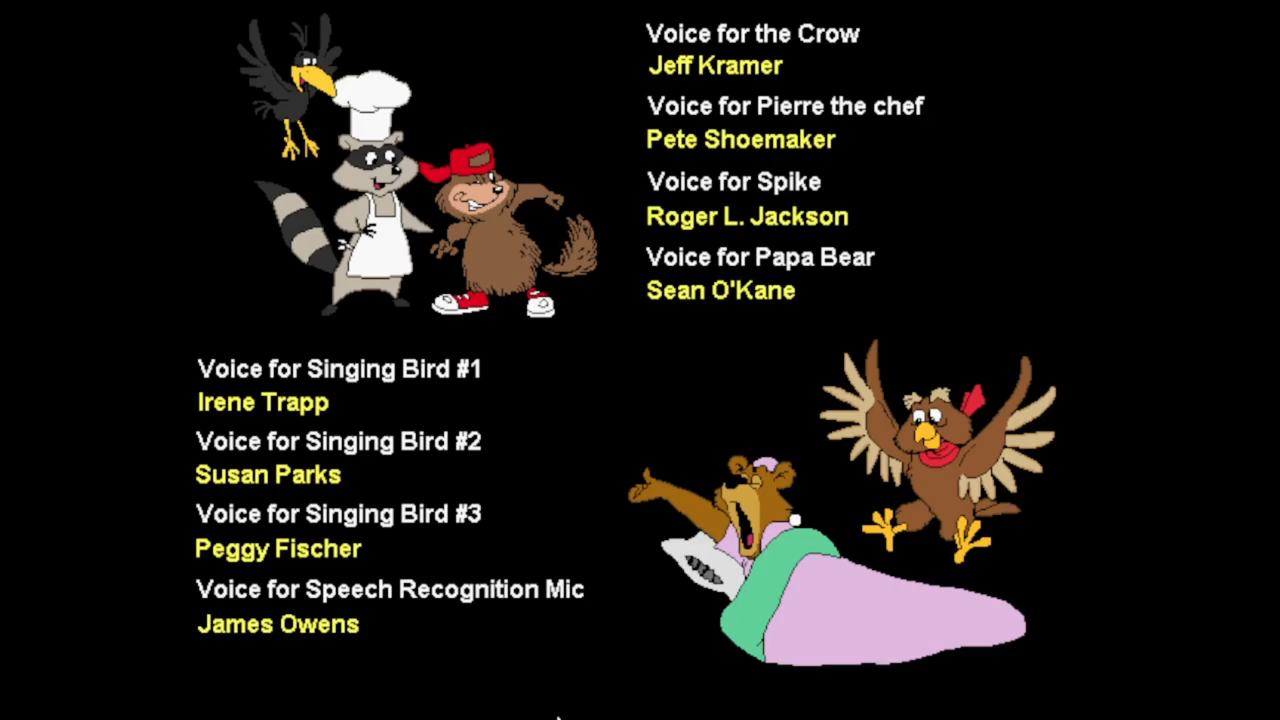 Voice for the Crow
Jeff Kramer
Voice for Pierre the chef
Pete Shoemaker
Voice for Spike
Roger L. Jackson
Voice for Papa Bear
Sean O'Kane
Voice for Singing Bird #1
Irene Trapp
Voice for Singing Bird #2
Susan Parks
Voice for Singing Bird #3
Peggy Fischer
Voice for Speech Recognition Mic
James Owens